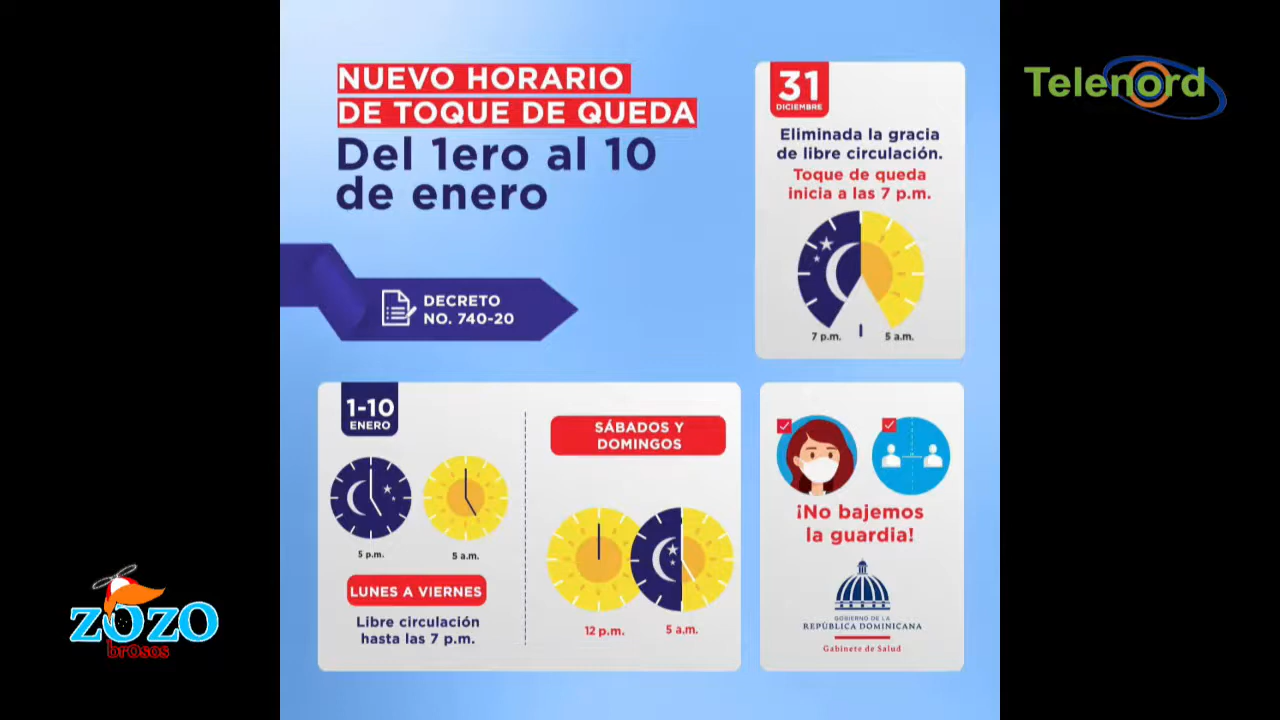 NUEVO HORARIO
DE TOQUE DE QUEDA
Del 1ero al 10
de enero
DECRETO
NO. 740-20
31
DICIEMBRE
Eliminada la gracia
de libre circulación.
Toque de queda
inicia a las 7 p.m.
7 p.m.
5 a.m.
Telenord
1-10
ENERO
5 p.m.
5 a.m.
LUNES A VIERNES
Libre circulación
hasta las 7 p.m.
SÁBADOS Y
DOMINGOS
12 p.m.
5 a.m.
¡No bajemos
la guardia!
GOBIERNO DE LA
REPÚBLICA DOMINICANA
Gabinete de Salud
ZOZO
brOsos